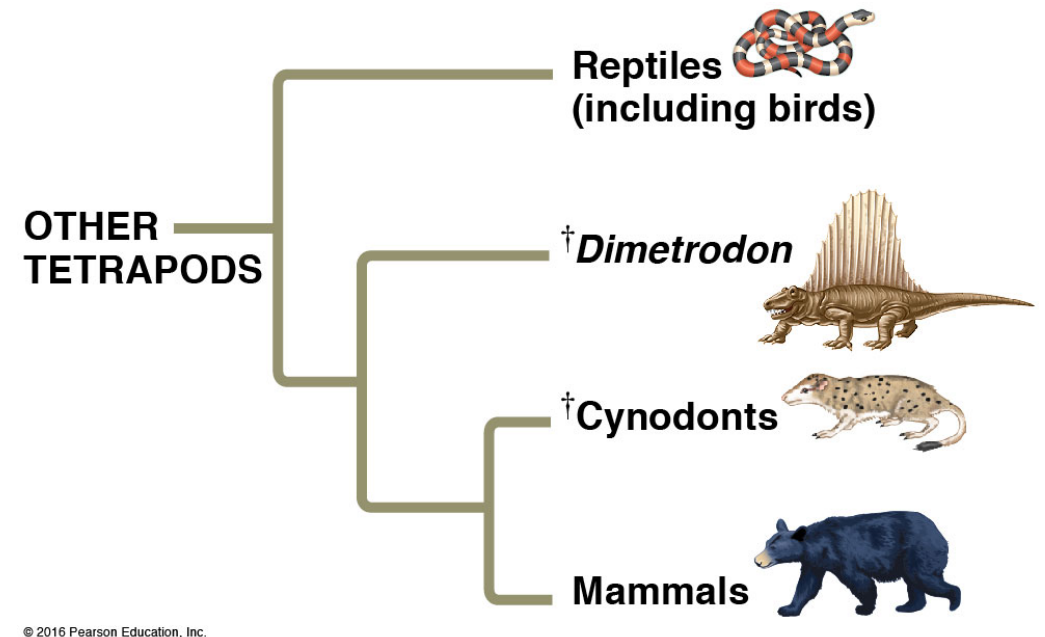 Reptiles
(including birds)
OTHER
TETRAPODS
†Dimetrodon
†Cynodonts
Mammals
© 2016 Pearson Education, Inc.